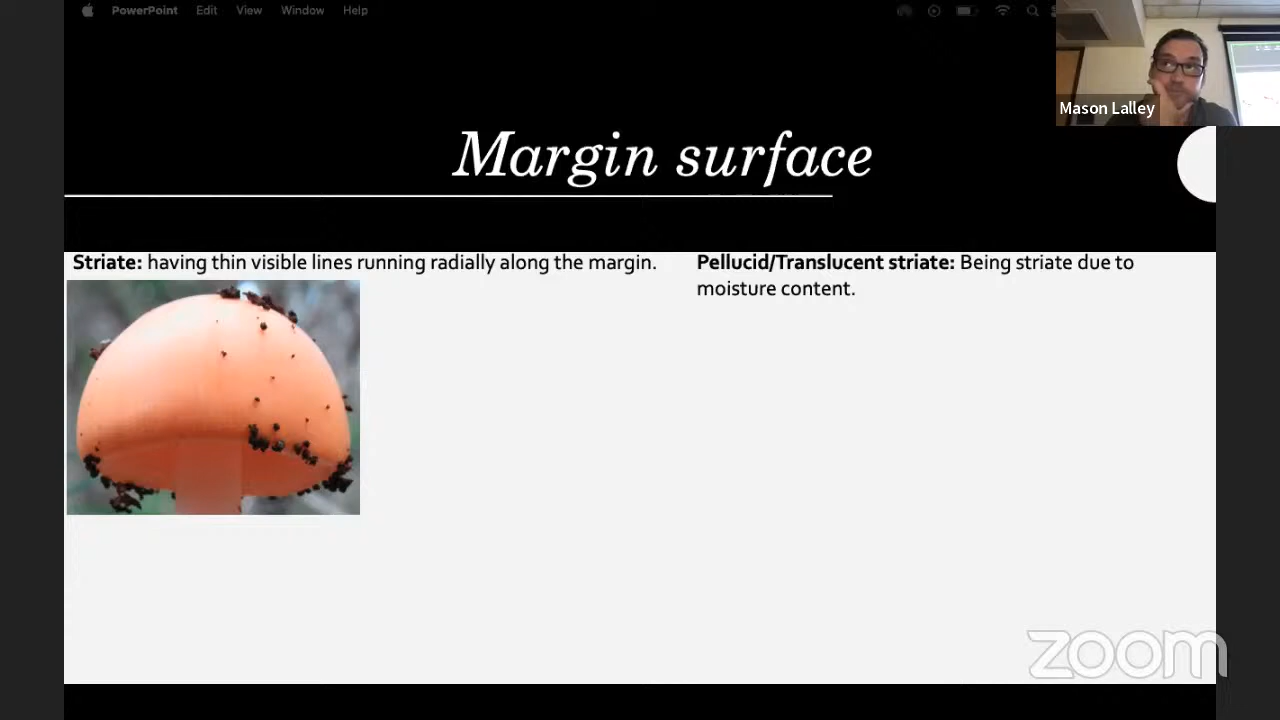 PowerPoint Edit View Window Help
Mason Lalley
Margin surface
Striate: having thin visible lines running radially along the margin.
Pellucid/Translucent striate: Being striate due to
moisture content.
zoom